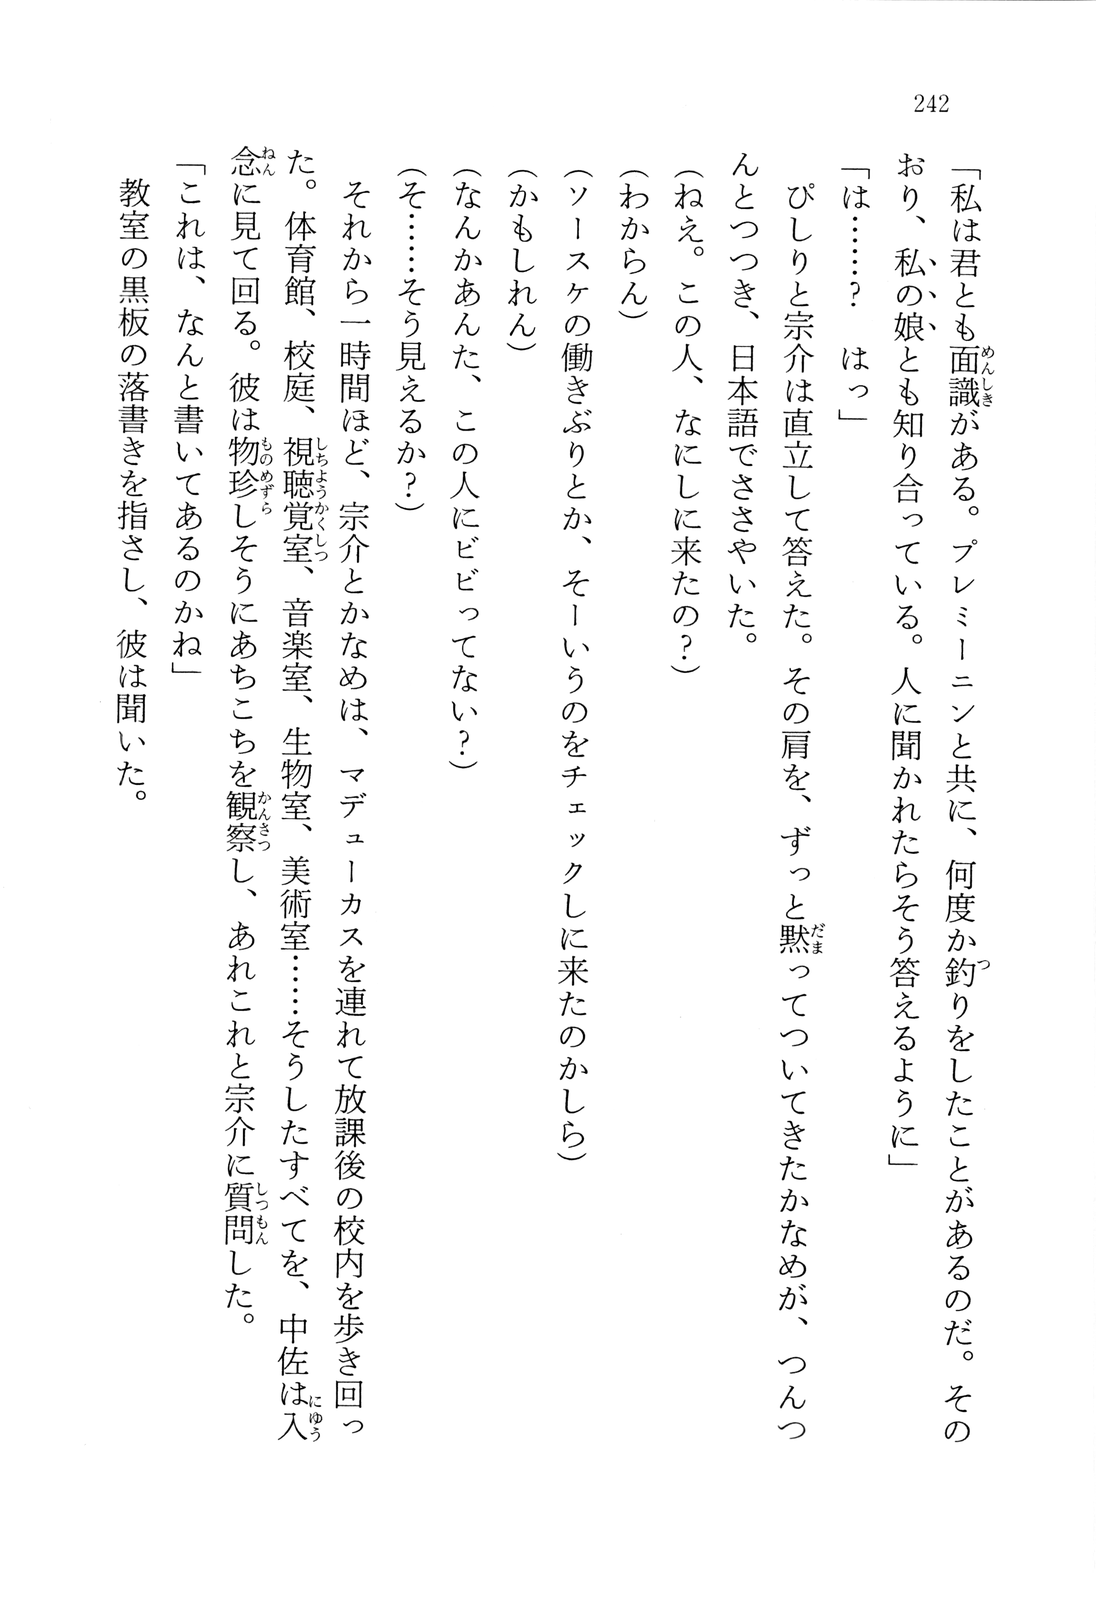 242
「私は君とも面識がある。プレミーニンと共に、何度か釣りをしたことがあるのだ。その
おり、私の娘とも知り合っている。人に聞かれたらそう答えるように」
「は……？　はっ」
　ぴしりと宗介は直立して答えた。その肩を、ずっと黙ってついてきたかなめが、つんつ
んとつつき、日本語でささやいた。
（ねえ。この人、なにしに来たの？）
（わからん）
（ソースケの働きぶりとか、そーいうのをチェックしに来たのかしら）
（かもしれん）
（なんかあんた、この人にビビってない？）
（そ……そう見えるか？）
　それから一時間ほど、宗介とかなめは、マデューカスを連れて放課後の校内を歩き回っ
た。体育館、校庭、視聴覚室、音楽室、生物室、美術室……そうしたすべてを、中佐は入
念に見て回る。彼は物珍しそうにあちこちを観察し、あれこれと宗介に質問した。
「これは、なんと書いてあるのかね」
　教室の黒板の落書きを指さし、彼は聞いた。